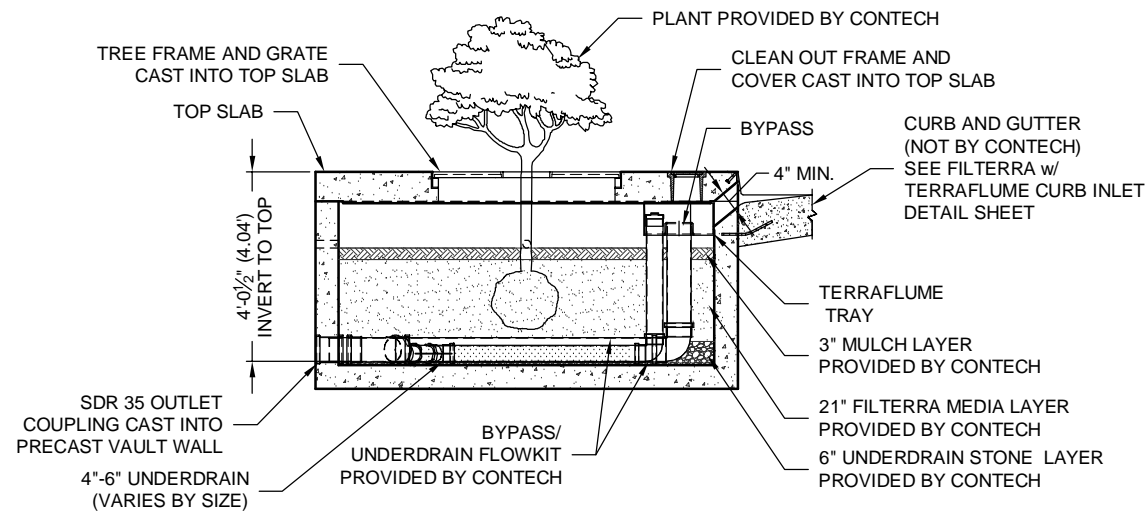 PLANT PROVIDED BY CONTECH
TREE FRAME AND GRATE
CAST INTO TOP SLAB
CLEAN OUT FRAME AND
COVER CAST INTO TOP SLAB
TOP SLAB
BYPASS
CURB AND GUTTER
(NOT BY CONTECH)
SEE FILTERRA w/
TERRAFLUME CURB INLET
DETAIL SHEET
4" MIN.
4'-0½" (4.04')
INVERT TO TOP
TERRAFLUME
TRAY
3" MULCH LAYER
PROVIDED BY CONTECH
SDR 35 OUTLET
COUPLING CAST INTO
PRECAST VAULT WALL
21" FILTERRA MEDIA LAYER
PROVIDED BY CONTECH
BYPASS/
UNDERDRAIN FLOWKIT
PROVIDED BY CONTECH
6" UNDERDRAIN STONE LAYER
PROVIDED BY CONTECH
4"-6" UNDERDRAIN
(VARIES BY SIZE)